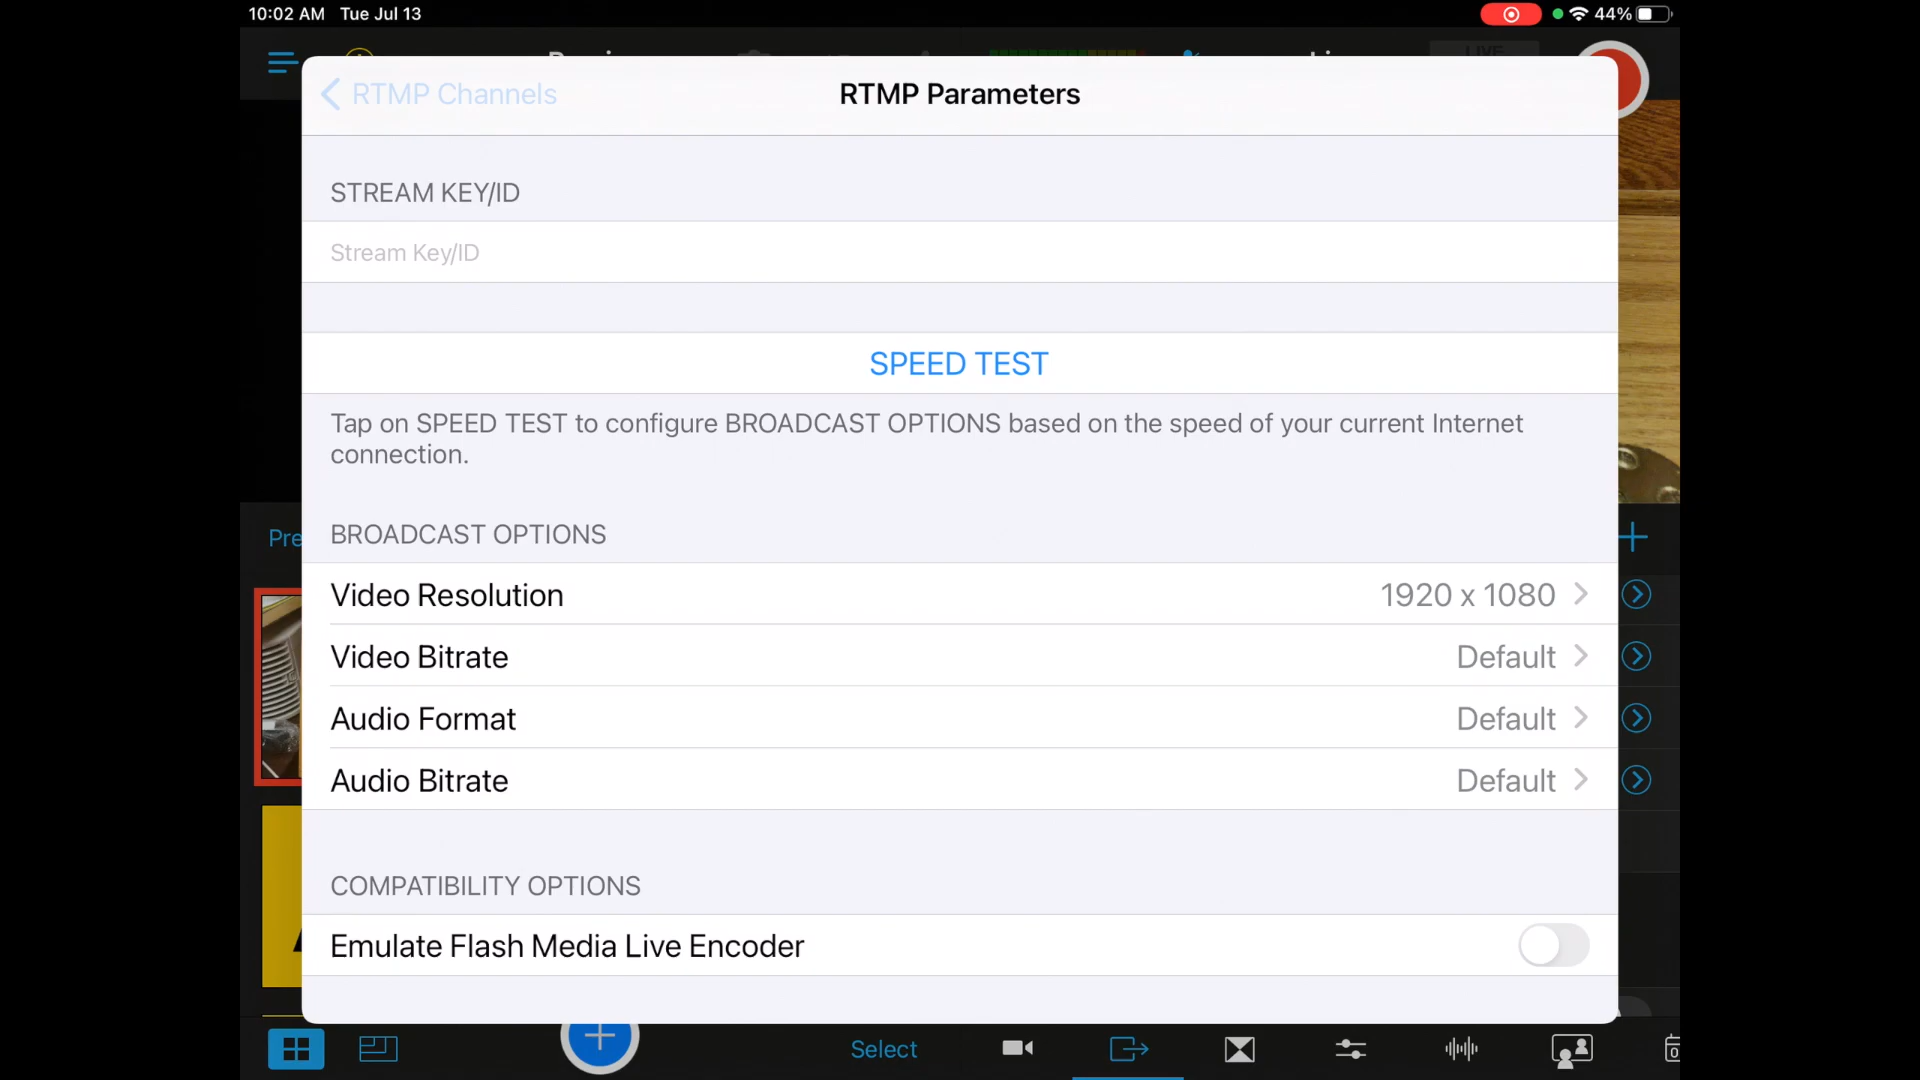 10:02 AM Tue Jul 13
44%
LIVE
RTMP Channels
RTMP Parameters
STREAM KEY/ID
Stream Key/ID
SPEED TEST
Tap on SPEED TEST to configure BROADCAST OPTIONS based on the speed of your current Internet
connection.
Pre
BROADCAST OPTIONS
Video Resolution 1920 x 1080
Video Bitrate Default
Audio Format Default
Audio Bitrate Default
COMPATIBILITY OPTIONS
Emulate Flash Media Live Encoder
Select